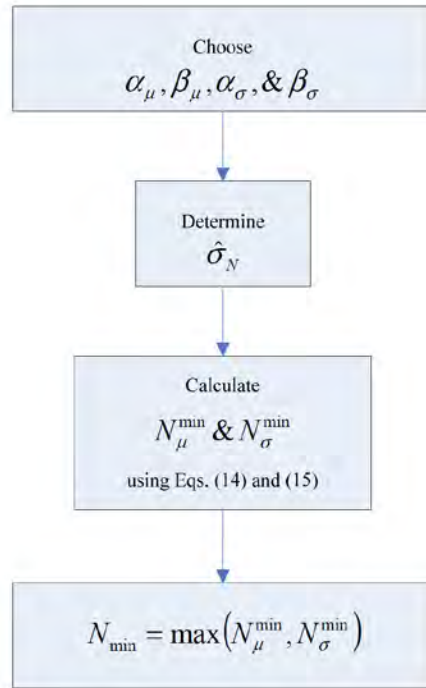 Choose
α_μ, β_μ, α_σ, & β_σ
Determine
σ̂_N
Calculate
N_μ^min & N_σ^min
using Eqs. (14) and (15)
N_min = max(N_μ^min, N_σ^min)